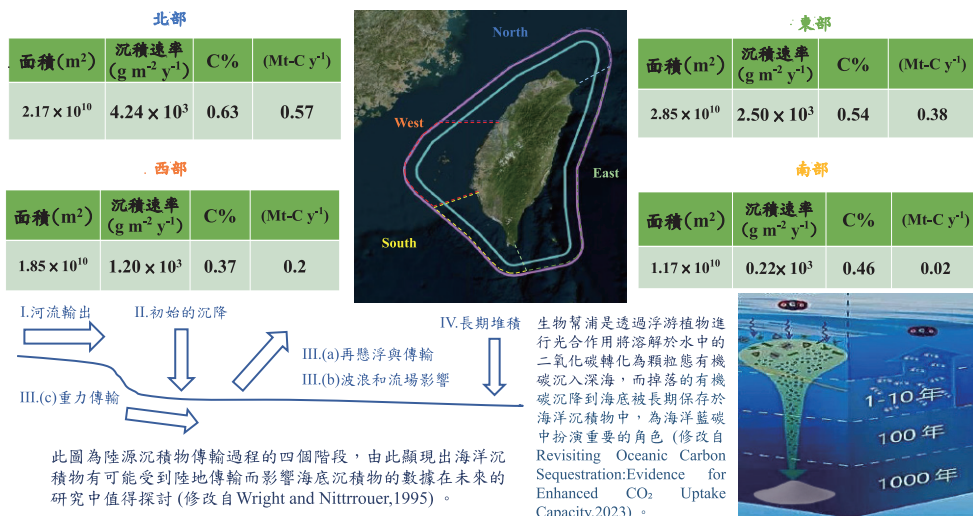 北部
面積(m²) 沉積速率 (g m⁻² y⁻¹) C% (Mt-C y⁻¹)
2.17 × 10¹⁰ 4.24 × 10³ 0.63 0.57
西部
面積(m²) 沉積速率 (g m⁻² y⁻¹) C% (Mt-C y⁻¹)
1.85 × 10¹⁰ 1.20 × 10³ 0.37 0.2
North
West
East
South
東部
面積(m²) 沉積速率 (g m⁻² y⁻¹) C% (Mt-C y⁻¹)
2.85 × 10¹⁰ 2.50 × 10³ 0.54 0.38
南部
面積(m²) 沉積速率 (g m⁻² y⁻¹) C% (Mt-C y⁻¹)
1.17 × 10¹⁰ 0.22× 10³ 0.46 0.02
I.河流輸出
II.初始的沉降
III.(a)再懸浮與傳輸
III.(b)波浪和流場影響
III.(c)重力傳輸
IV.長期堆積
此圖為陸源沉積物傳輸過程的四個階段，由此顯現出海洋沉
積物有可能受到陸地傳輸而影響海底沉積物的數據在未來的
研究中值得探討 (修改自Wright and Nittrrouer,1995) 。
生物幫浦是透過浮游植物進
行光合作用將溶解於水中的
二氧化碳轉化為顆粒態有機
碳沉入深海，而掉落的有機
碳沉降到海底被長期保存於
海洋沉積物中，為海洋藍碳
中扮演重要的角色 (修改自
Revisiting Oceanic Carbon
Sequestration:Evidence for
Enhanced CO₂ Uptake
Capacity,2023) 。
1-10年
100 年
1000 年